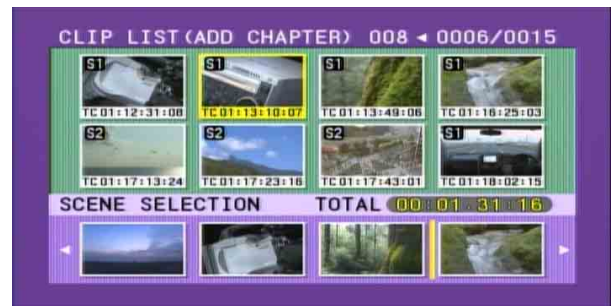 CLIP LIST(ADD CHAPTER) 008 ◄ 0006/0015
S1 S1 S1 S1
TC 01:12:31:08 TC 01:13:10:07 TC 01:13:49:06 TC 01:16:25:03
S2 S2 S2 S1
TC 01:17:13:24 TC 01:17:23:16 TC 01:17:43:01 TC 01:18:02:15
SCENE SELECTION TOTAL 00:01:31:16